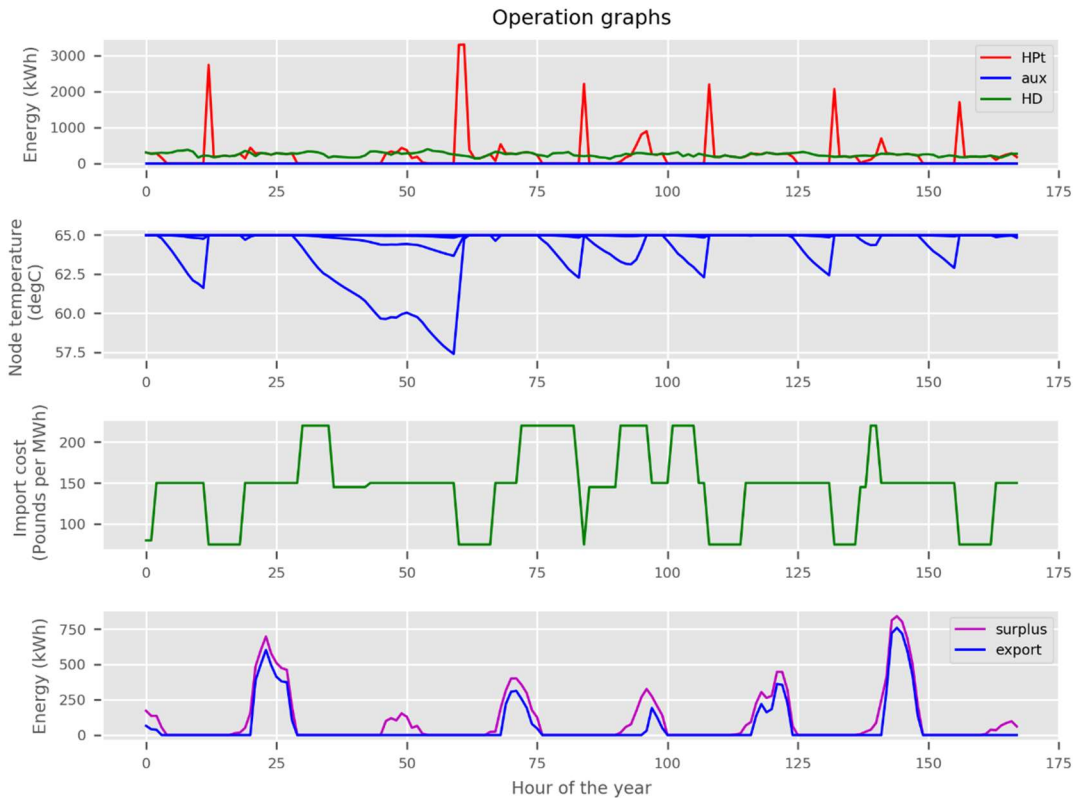 Operation graphs
Energy (kWh)
3000
2000
1000
0
HPt
aux
HD
0 25 50 75 100 125 150 175
Node temperature
(degC)
65.0
62.5
60.0
57.5
0 25 50 75 100 125 150 175
Import cost
(Pounds per MWh)
200
150
100
0 25 50 75 100 125 150 175
Energy (kWh)
750
500
250
0
surplus
export
0 25 50 75 100 125 150 175
Hour of the year